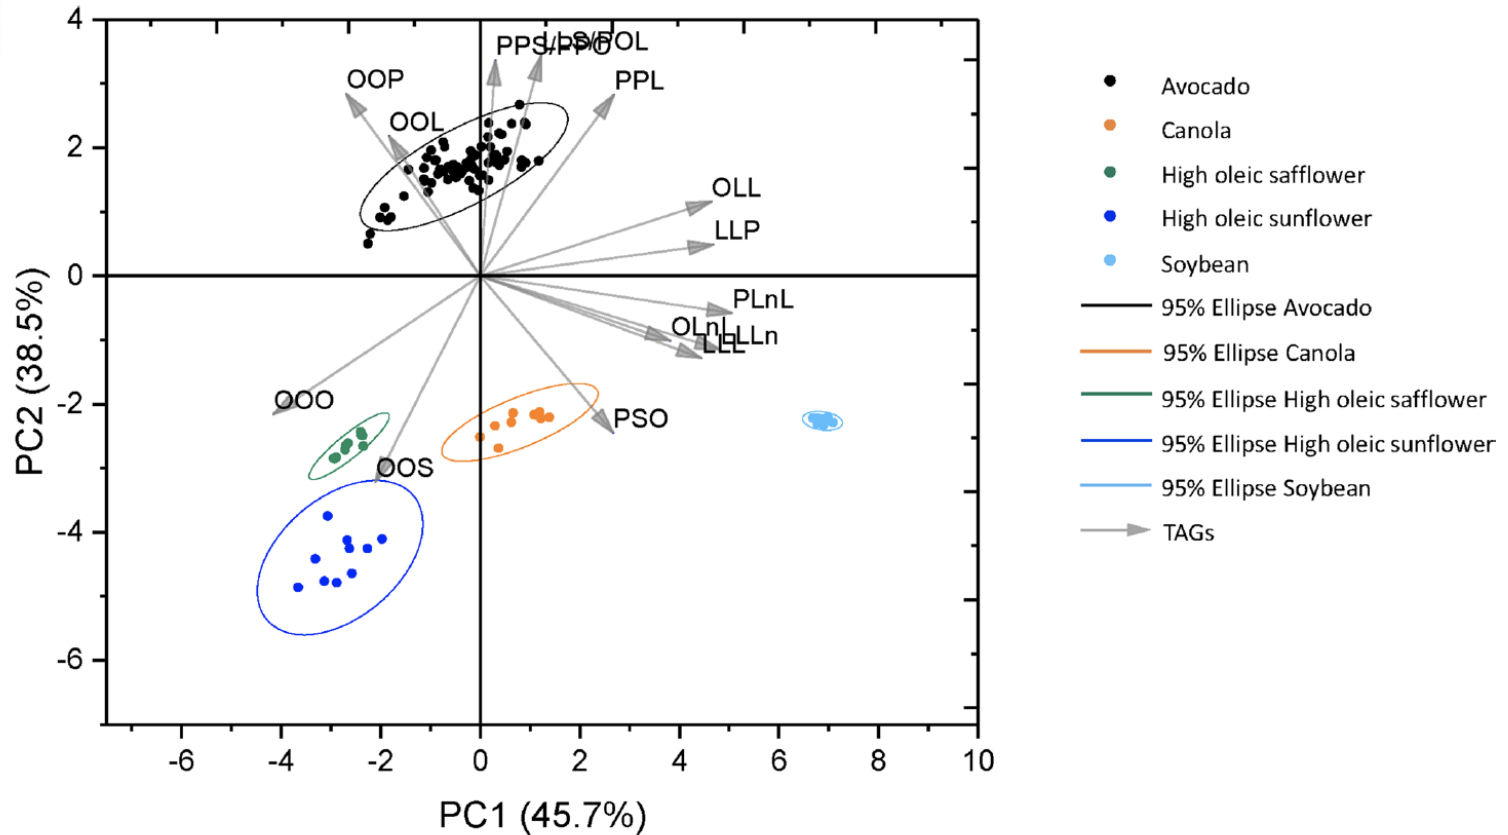 4
2
0
-2
-4
-6
PC2 (38.5%)
PPS/PPO
LLS/POL
OOP
PPL
OOL
OLL
LLP
PLnL
OLnL
LLLn
LLL
OOO
PSO
OOS
-6 -4 -2 0 2 4 6 8 10
PC1 (45.7%)
Avocado
Canola
High oleic safflower
High oleic sunflower
Soybean
95% Ellipse Avocado
95% Ellipse Canola
95% Ellipse High oleic safflower
95% Ellipse High oleic sunflower
95% Ellipse Soybean
TAGs